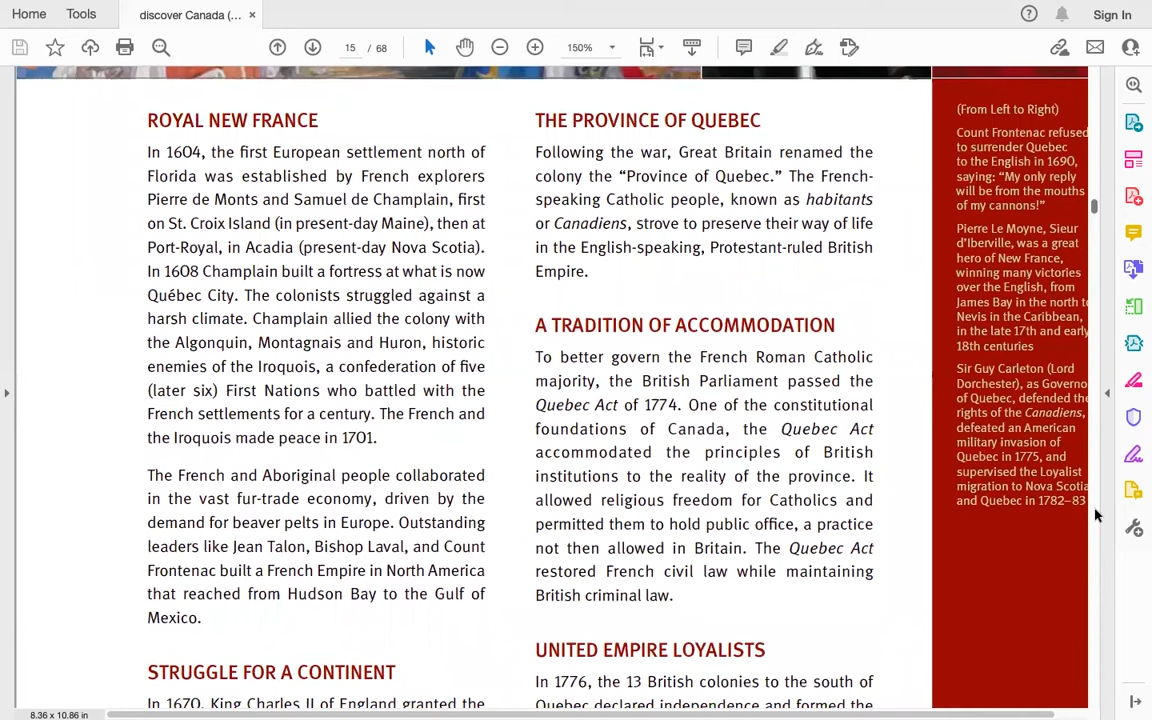 Home
Tools
discover Canada (... ×
Sign In
15 / 68
150%
ROYAL NEW FRANCE
In 1604, the first European settlement north of
Florida was established by French explorers
Pierre de Monts and Samuel de Champlain, first
on St. Croix Island (in present-day Maine), then at
Port-Royal, in Acadia (present-day Nova Scotia).
In 1608 Champlain built a fortress at what is now
Québec City. The colonists struggled against a
harsh climate. Champlain allied the colony with
the Algonquin, Montagnais and Huron, historic
enemies of the Iroquois, a confederation of five
(later six) First Nations who battled with the
French settlements for a century. The French and
the Iroquois made peace in 1701.
The French and Aboriginal people collaborated
in the vast fur-trade economy, driven by the
demand for beaver pelts in Europe. Outstanding
leaders like Jean Talon, Bishop Laval, and Count
Frontenac built a French Empire in North America
that reached from Hudson Bay to the Gulf of
Mexico.
STRUGGLE FOR A CONTINENT
In 1670, King Charles II of England granted the
THE PROVINCE OF QUEBEC
Following the war, Great Britain renamed the
colony the “Province of Quebec.” The French-
speaking Catholic people, known as habitants
or Canadiens, strove to preserve their way of life
in the English-speaking, Protestant-ruled British
Empire.
A TRADITION OF ACCOMMODATION
To better govern the French Roman Catholic
majority, the British Parliament passed the
Quebec Act of 1774. One of the constitutional
foundations of Canada, the Quebec Act
accommodated the principles of British
institutions to the reality of the province. It
allowed religious freedom for Catholics and
permitted them to hold public office, a practice
not then allowed in Britain. The Quebec Act
restored French civil law while maintaining
British criminal law.
UNITED EMPIRE LOYALISTS
In 1776, the 13 British colonies to the south of
Quebec declared independence and formed the
(From Left to Right)
Count Frontenac refused
to surrender Quebec
to the English in 1690,
saying: “My only reply
will be from the mouths
of my cannons!”
Pierre Le Moyne, Sieur
d’Iberville, was a great
hero of New France,
winning many victories
over the English, from
James Bay in the north to
Nevis in the Caribbean,
in the late 17th and early
18th centuries
Sir Guy Carleton (Lord
Dorchester), as Governo
of Quebec, defended the
rights of the Canadiens,
defeated an American
military invasion of
Quebec in 1775, and
supervised the Loyalist
migration to Nova Scotia
and Quebec in 1782–83
8.36 x 10.86 in